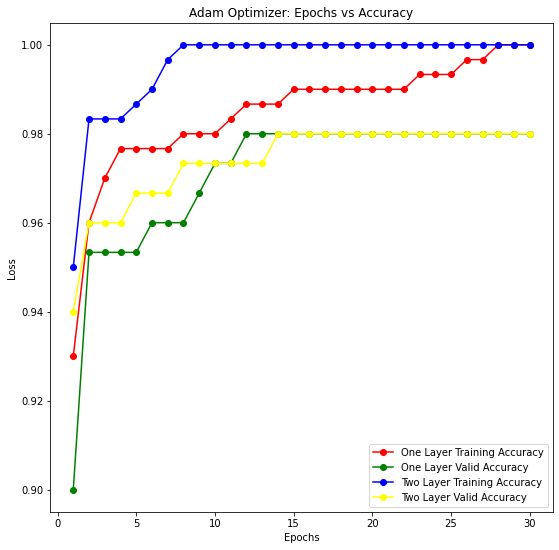 Adam Optimizer: Epochs vs Accuracy
1.00
0.98
0.96
0.94
0.92
0.90
Loss
0
5
10
15
20
25
30
Epochs
One Layer Training Accuracy
One Layer Valid Accuracy
Two Layer Training Accuracy
Two Layer Valid Accuracy